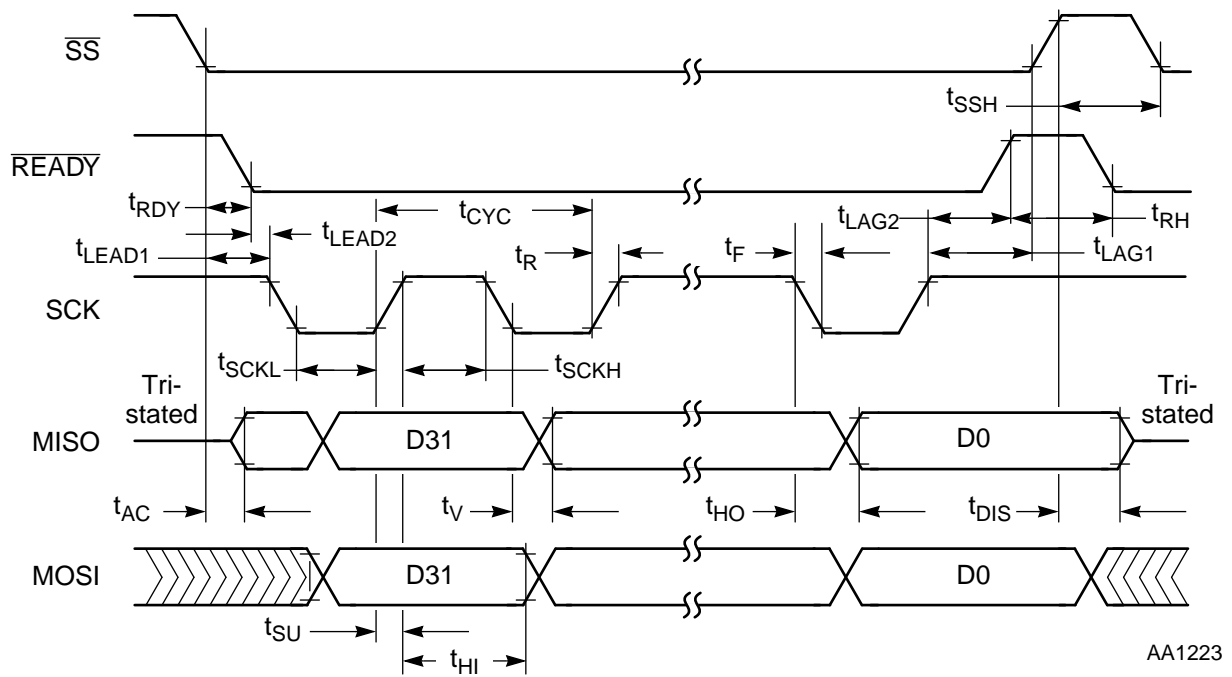 SS
tSSH
READY
tRDY
tCYC
tLAG2
tRH
tLEAD2
tLEAD1
tR
tF
tLAG1
SCK
tSCKL
tSCKH
Tri-
stated
Tri-
stated
MISO
D31
D0
tAC
tV
tHO
tDIS
MOSI
D31
D0
tSU
tHI
AA1223